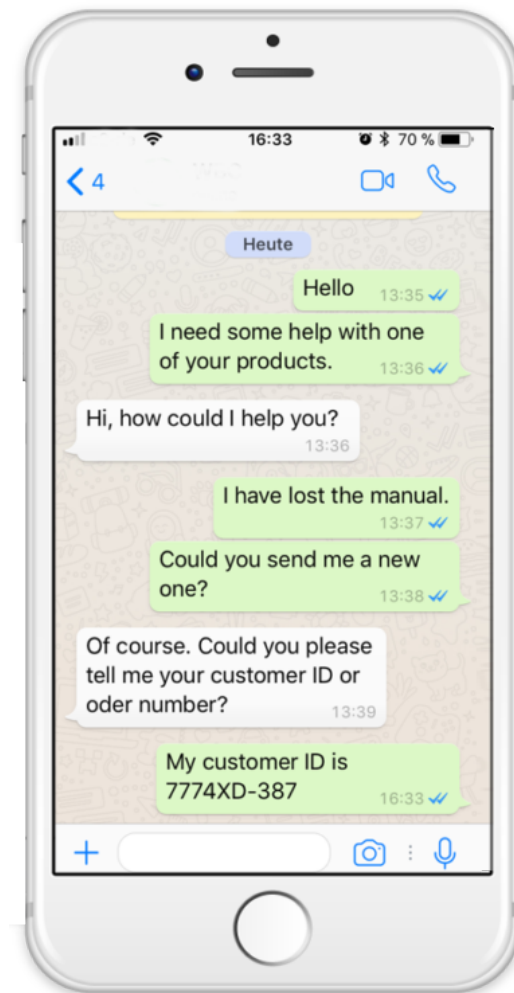 16:33
70 %
4
Heute
Hello 13:35
I need some help with one
of your products. 13:36
Hi, how could I help you?
13:36
I have lost the manual.
13:37
Could you send me a new
one? 13:38
Of course. Could you please
tell me your customer ID or
oder number? 13:39
My customer ID is
7774XD-387 16:33